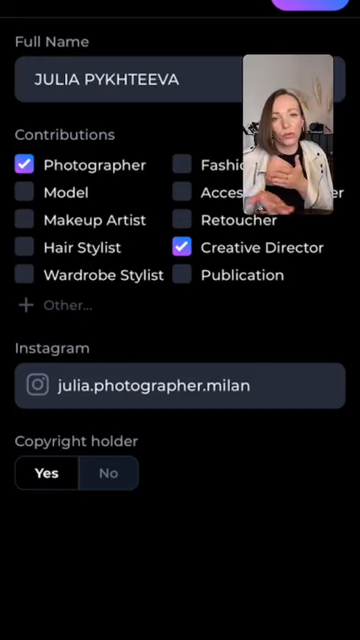 Full Name
JULIA PYKHTEEVA
Contributions
Photographer
Model
Makeup Artist
Retoucher
Hair Stylist
Creative Director
Wardrobe Stylist
Publication
+ Other...
Instagram
julia.photographer.milan
Copyright holder
Yes No